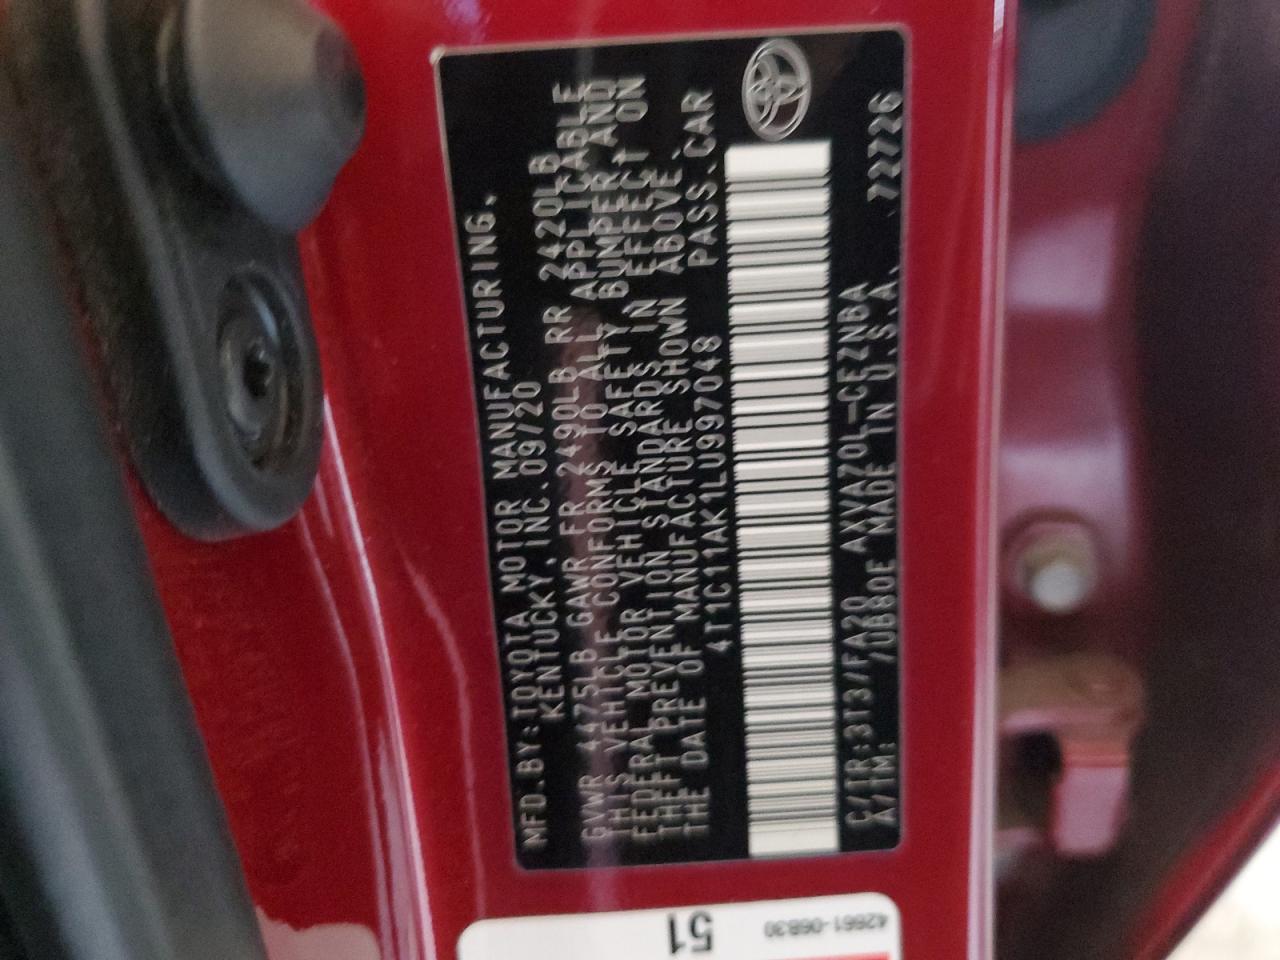 MFD.BY:TOYOTA MOTOR MANUFACTURING.
KENTUCKY,INC.09/20
GVWR 4475LB GAWR FR 2490LB RR 2420LB
THIS VEHICLE CONFORMS TO ALL APPLICABLE
FEDERAL MOTOR VEHICLE SAFETY, BUMPER, AND
THEFT PREVENTION STANDARDS IN EFFECT ON
THE DATE OF MANUFACTURE SHOWN ABOVE.
4T1C11AK1LU997048 PASS.CAR
C/TR:3T3/FA20 AXVA70L-CEZNBA
A/TM: /UB80E MADE IN U.S.A. 72726
51
42661-06B30